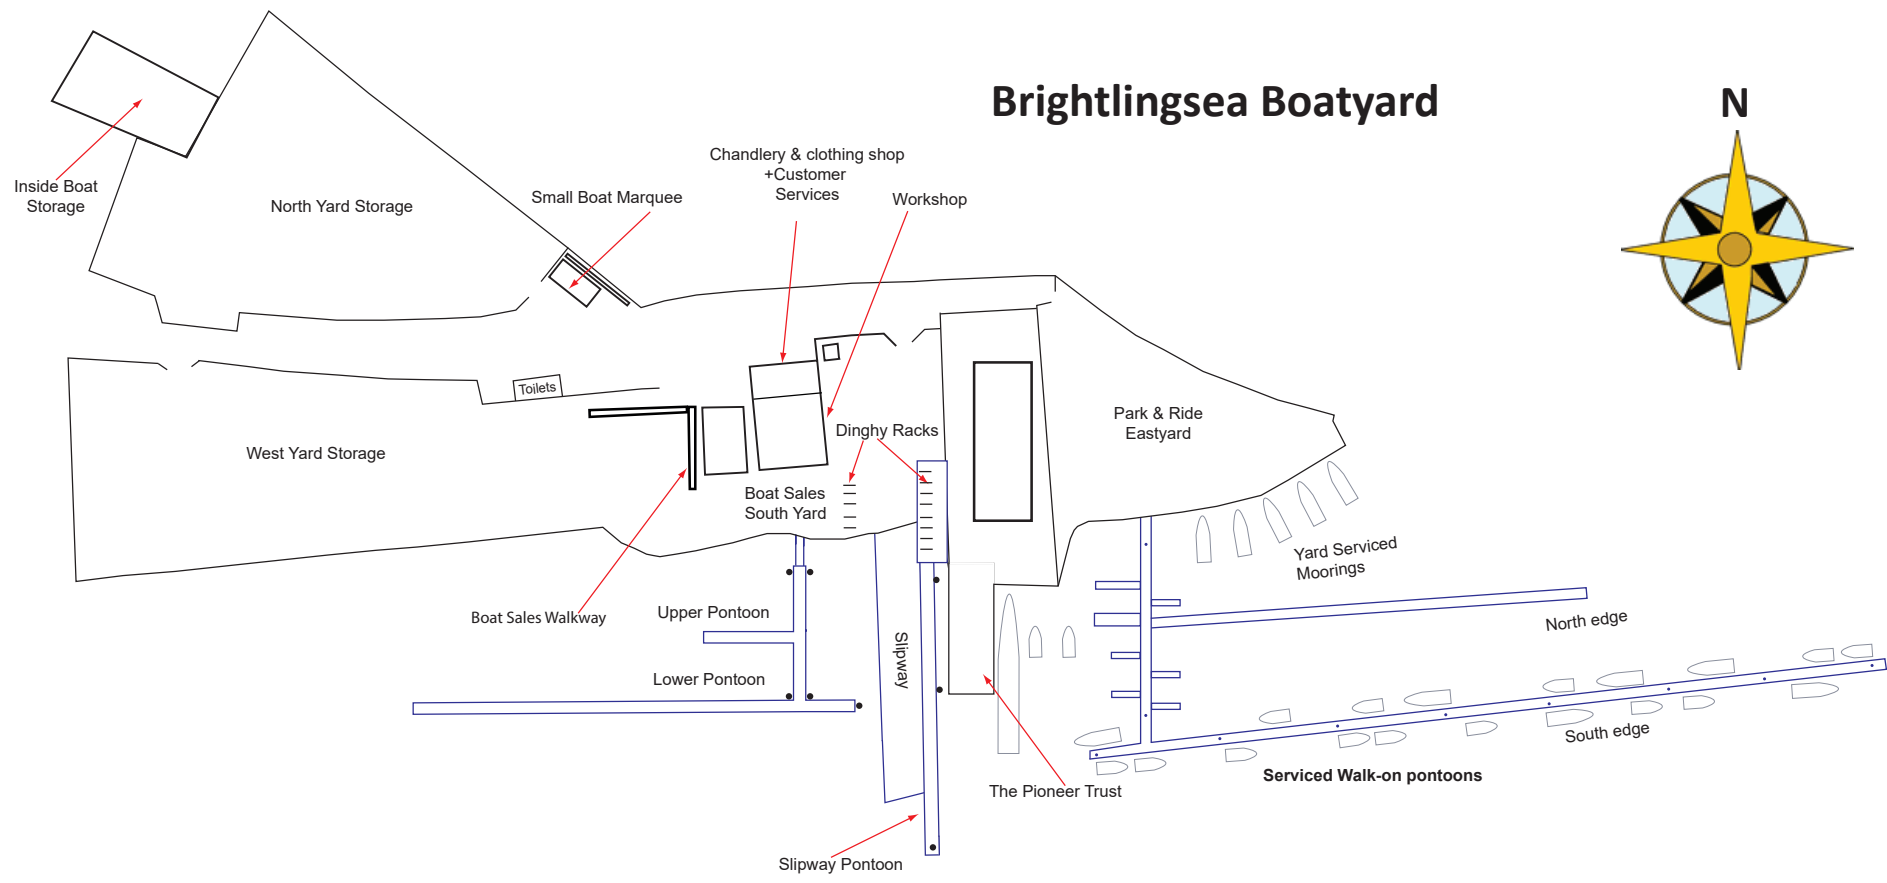 Brightlingsea Boatyard
N
Chandlery & clothing shop
+Customer
Services
Inside Boat
Storage
North Yard Storage
Small Boat Marquee
Workshop
Toilets
Park & Ride
Eastyard
Dinghy Racks
West Yard Storage
Boat Sales
South Yard
Yard Serviced
Moorings
Boat Sales Walkway
Upper Pontoon
North edge
Slipway
Lower Pontoon
South edge
Serviced Walk-on pontoons
The Pioneer Trust
Slipway Pontoon